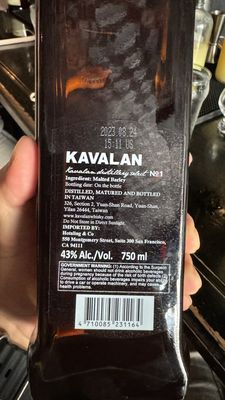 2023 08.24
15:11 US
KAVALAN
Kavalan distillery select No1
Ingredient: Malted Barley
Bottling date: On the bottle
DISTILLED, MATURED AND BOTTLED
IN TAIWAN
326, Section 2, Yuan-Shan Road, Yuan-Shan,
Yilan 26444, Taiwan
www.kavalanwhisky.com
Do Not Store in Direct Sunlight.
IMPORTED BY:
Hotaling & Co
550 Montgomery Street, Suite 300 San Francisco,
CA 94111
43% Alc./Vol. 750 ml
GOVERNMENT WARNING: (1) According to the Surgeon
General, women should not drink alcoholic beverages
during pregnancy because of the risk of birth defects. (2)
Consumption of alcoholic beverages impairs your ability
to drive a car or operate machinery, and may cause
health problems.
4 710085 231164